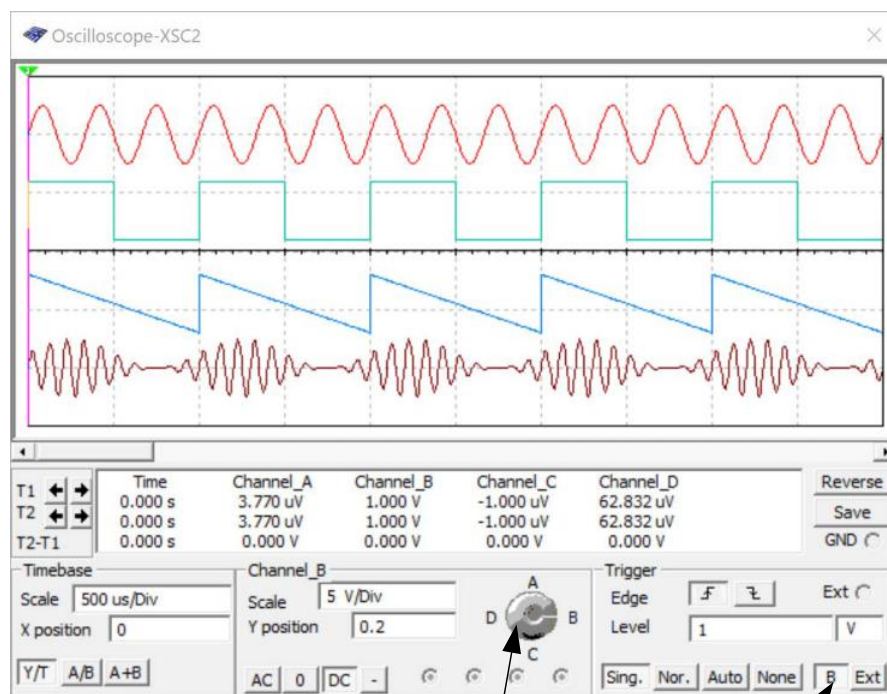 Oscilloscope-XSC2
Time Channel_A Channel_B Channel_C Channel_D
T1 0.000 s 3.770 uV 1.000 V -1.000 uV 62.832 uV
T2 0.000 s 3.770 uV 1.000 V -1.000 uV 62.832 uV
T2-T1 0.000 s 0.000 V 0.000 V 0.000 V 0.000 V
Reverse
Save
GND
Timebase
Scale 500 us/Div
X position 0
Y/T A/B A+B
Channel_B
Scale 5 V/Div
Y position 0.2
AC 0 DC -
A
D B
C
Trigger
Edge Ext
Level 1 V
Sing. Nor. Auto None B Ext